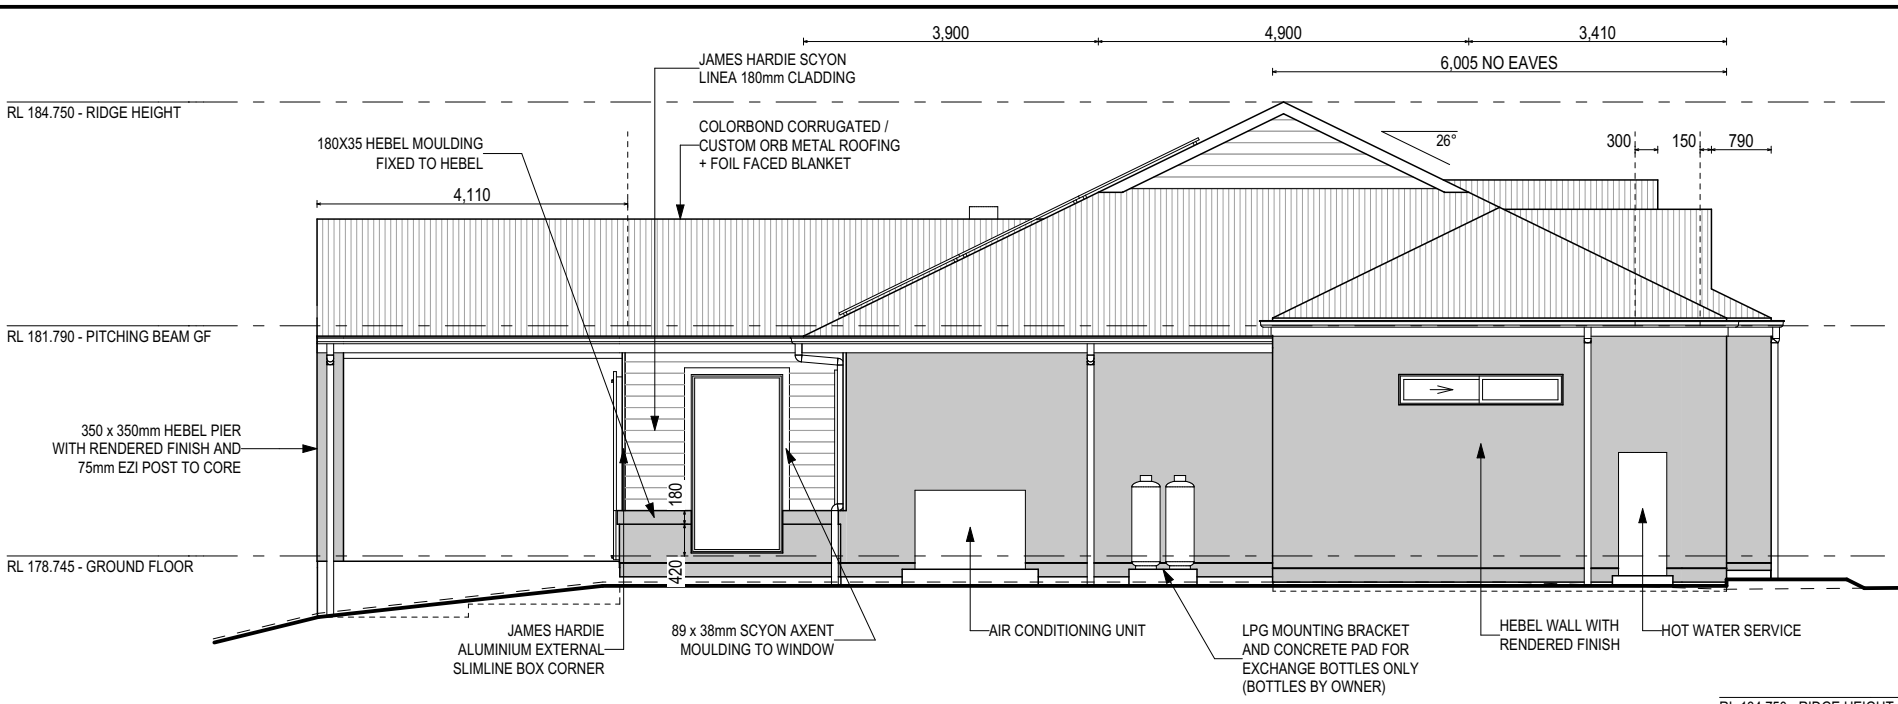 3,900
4,900
3,410
6,005 NO EAVES
JAMES HARDIE SCYON
LINEA 180mm CLADDING
RL 184.750 - RIDGE HEIGHT
180X35 HEBEL MOULDING
FIXED TO HEBEL
COLORBOND CORRUGATED /
CUSTOM ORB METAL ROOFING
+ FOIL FACED BLANKET
26°
300
150
790
4,110
RL 181.790 - PITCHING BEAM GF
350 x 350mm HEBEL PIER
WITH RENDERED FINISH AND
75mm EZI POST TO CORE
180
420
RL 178.745 - GROUND FLOOR
JAMES HARDIE
ALUMINIUM EXTERNAL
SLIMLINE BOX CORNER
89 x 38mm SCYON AXENT
MOULDING TO WINDOW
AIR CONDITIONING UNIT
LPG MOUNTING BRACKET
AND CONCRETE PAD FOR
EXCHANGE BOTTLES ONLY
(BOTTLES BY OWNER)
HEBEL WALL WITH
RENDERED FINISH
HOT WATER SERVICE
RL 184.750 - RIDGE HEIGHT